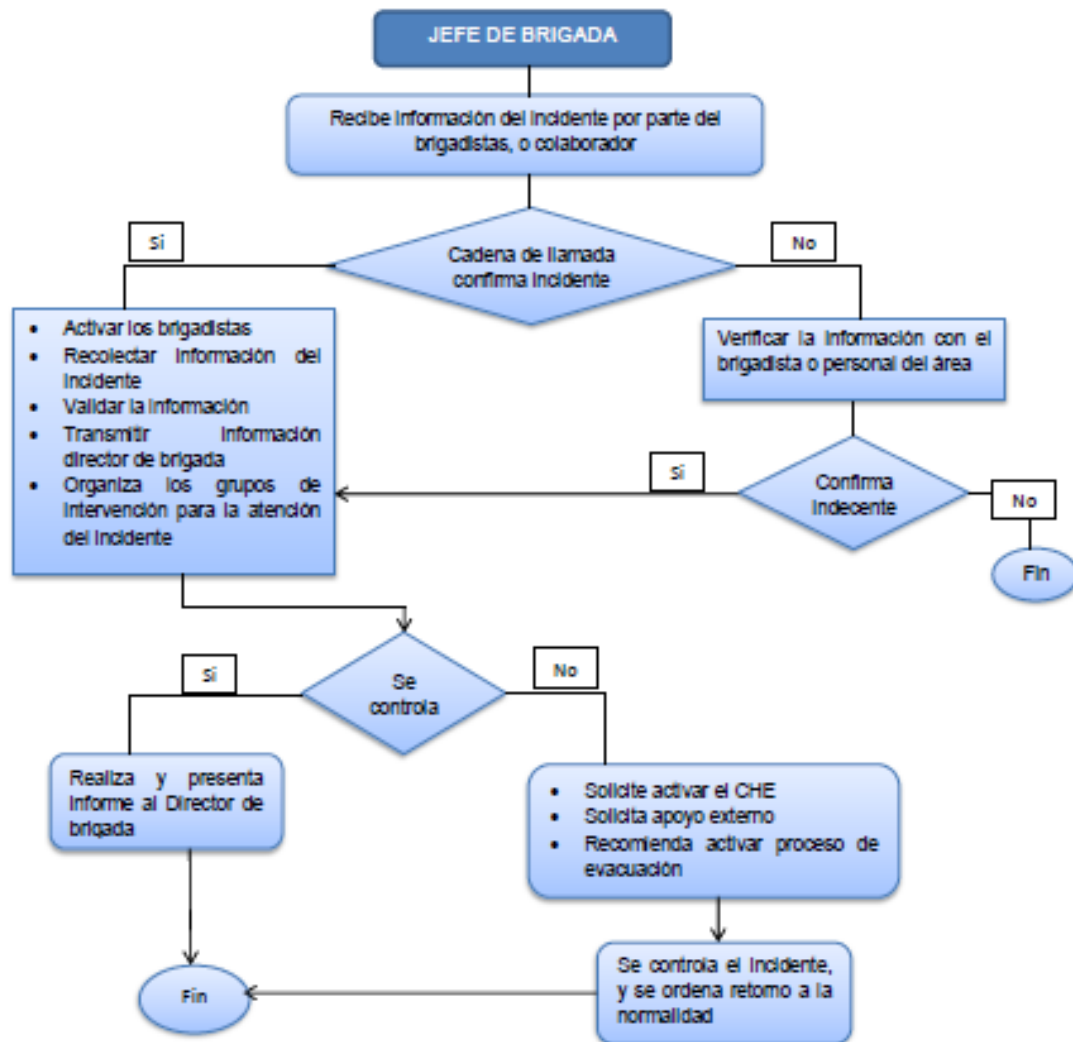 JEFE DE BRIGADA
Recibe Información del Incidente por parte del
brigadistas, o colaborador
Si
No
Cadena de llamada
confirma Incidente
• Activar los brigadistas
• Recolectar Información del
Incidente
• Validar la Información
• Transmitir Información
director de brigada
• Organiza los grupos de
Intervención para la atención
del Incidente
Verificar la Información con el
brigadista o personal del área
Si
Confirma
Indecente
No
Fin
Si
Se
controla
No
Realiza y presenta
Informe al Director de
brigada
• Solicite activar el CHE
• Solicita apoyo externo
• Recomienda activar proceso de
evacuación
Se controla el Incidente,
y se ordena retorno a la
normalidad
Fin